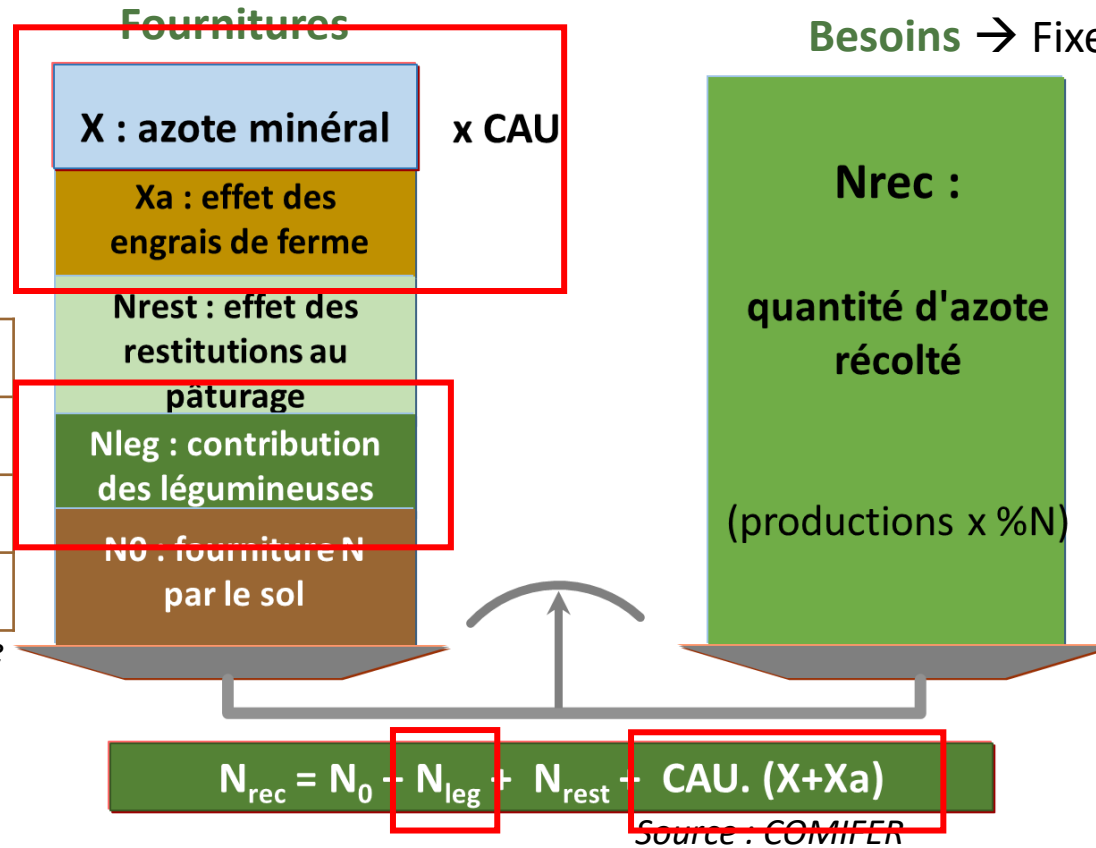 Fournitures
Besoins → Fixe
X : azote minéral
x CAU
Xa : effet des
engrais de ferme
Nrest : effet des
restitutions au
pâturage
Nleg : contribution
des légumineuses
N0 : fourniture N
par le sol
Nrec :
quantité d'azote
récolté
(productions x %N)
?
Nrec = N0 + Nleg + Nrest + CAU. (X+Xa)
Source : COMIFER